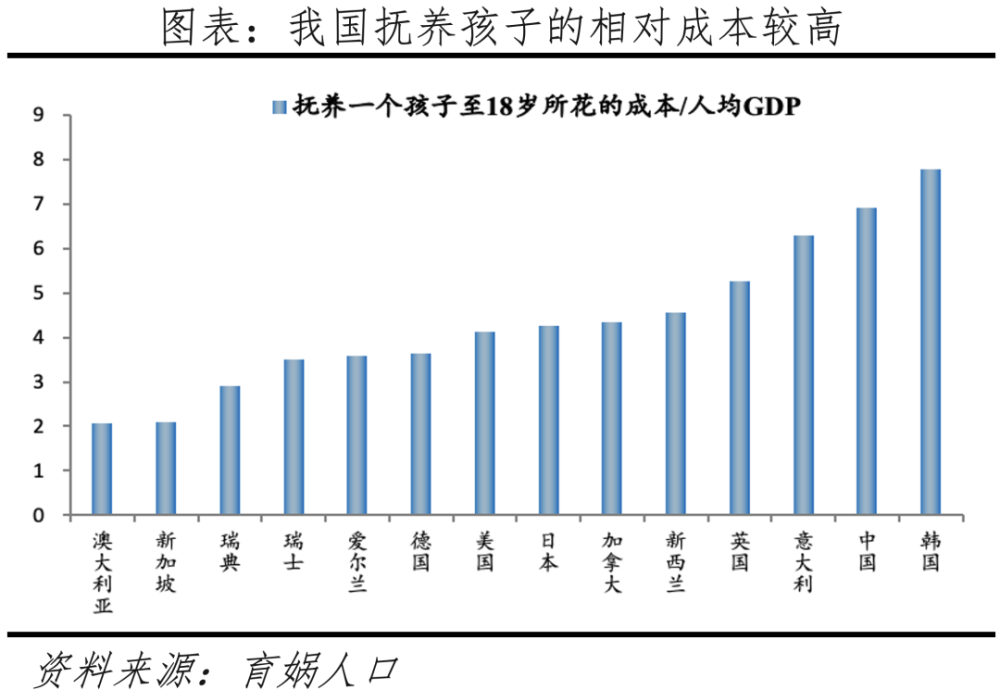 图表：我国抚养孩子的相对成本较高
抚养一个孩子至18岁所花的成本/人均GDP
9
8
7
6
5
4
3
2
1
0
澳大利亚
新加坡
瑞典
瑞士
爱尔兰
德国
美国
日本
加拿大
新西兰
英国
意大利
中国
韩国
资料来源：育娲人口